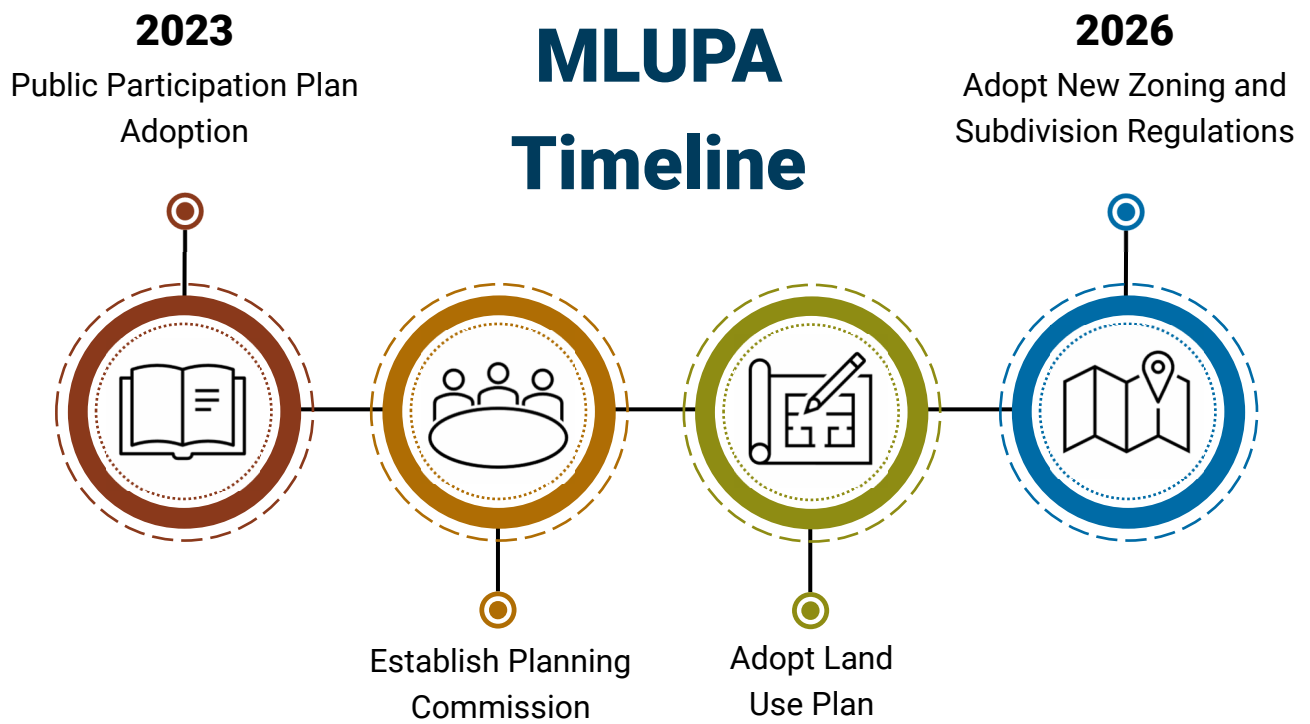 MLUPA
Timeline
2023
Public Participation Plan
Adoption
Establish Planning
Commission
Adopt Land
Use Plan
2026
Adopt New Zoning and
Subdivision Regulations